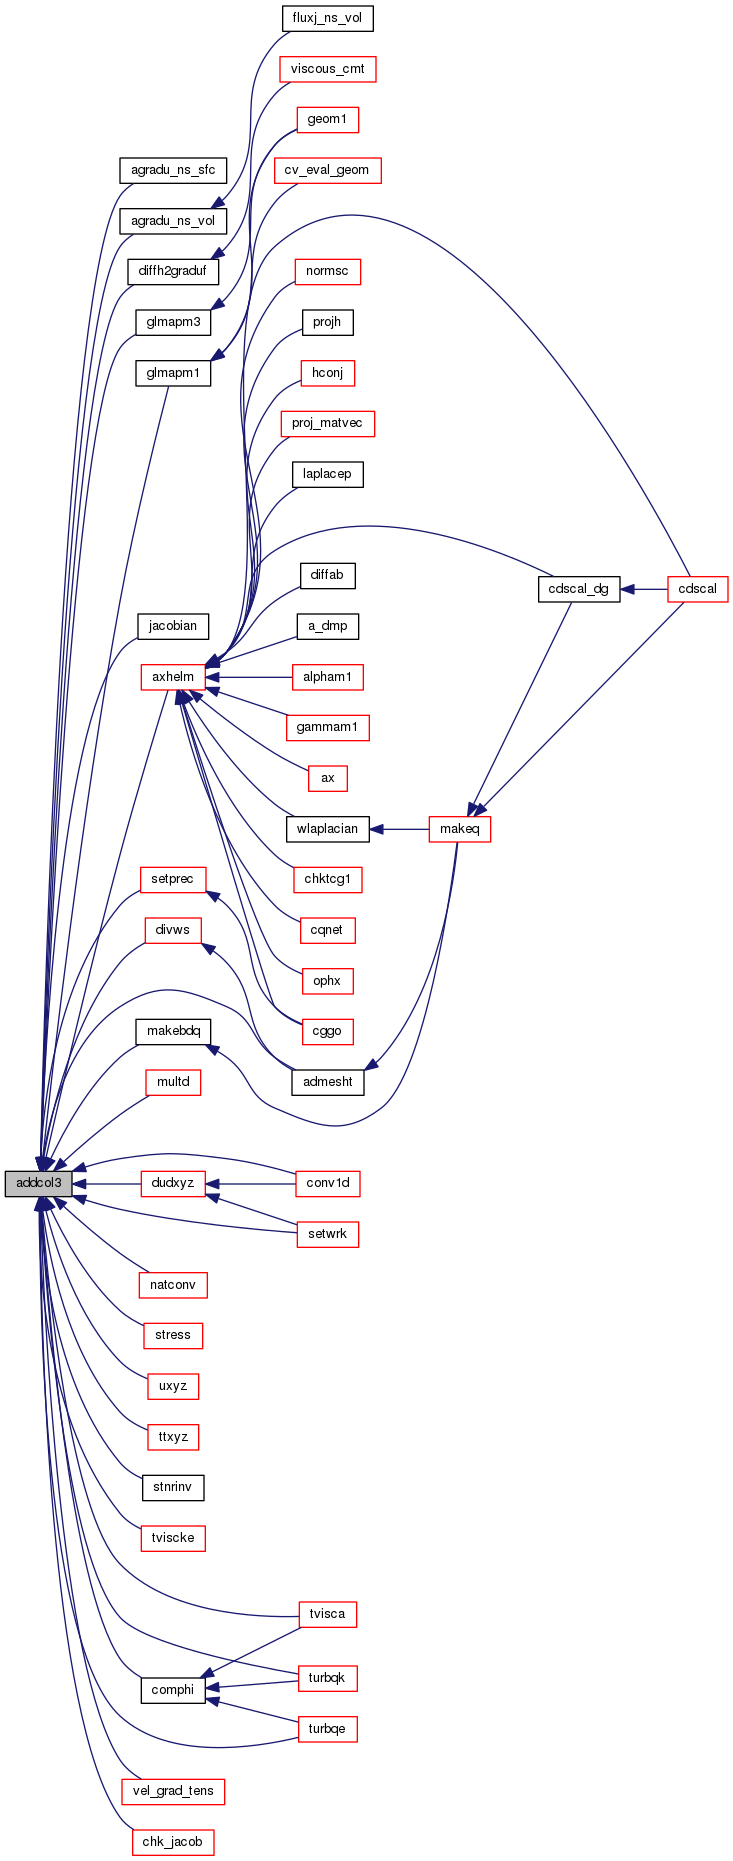 fluxj_ns_vol
viscous_cmt
geom1
agradu_ns_sfc
cv_eval_geom
agradu_ns_vol
diffh2graduf
normsc
glmapm3
projh
glmapm1
hconj
proj_matvec
laplacep
diffab
cdscal_dg
cdscal
jacobian
a_dmp
axhelm
alpham1
gammam1
ax
wlaplacian
makeq
setprec
chktcg1
divws
cqnet
ophx
makebdq
cggo
multd
admesht
addcol3
dudxyz
conv1d
setwrk
natconv
stress
uxyz
ttxyz
stnrinv
tviscke
tvisca
comphi
turbqk
turbqe
vel_grad_tens
chk_jacob